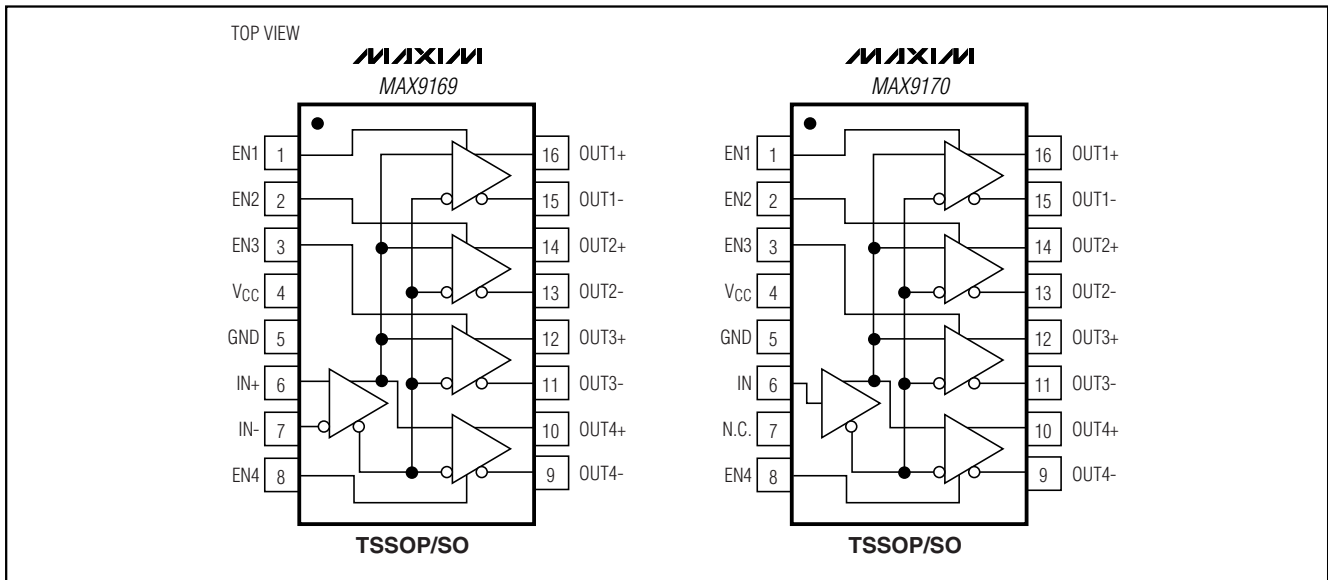 TOP VIEW
MAXIM
MAX9169
EN1 1
EN2 2
EN3 3
VCC 4
GND 5
IN+ 6
IN- 7
EN4 8
16 OUT1+
15 OUT1-
14 OUT2+
13 OUT2-
12 OUT3+
11 OUT3-
10 OUT4+
9 OUT4-
TSSOP/SO
MAXIM
MAX9170
EN1 1
EN2 2
EN3 3
VCC 4
GND 5
IN 6
N.C. 7
EN4 8
16 OUT1+
15 OUT1-
14 OUT2+
13 OUT2-
12 OUT3+
11 OUT3-
10 OUT4+
9 OUT4-
TSSOP/SO